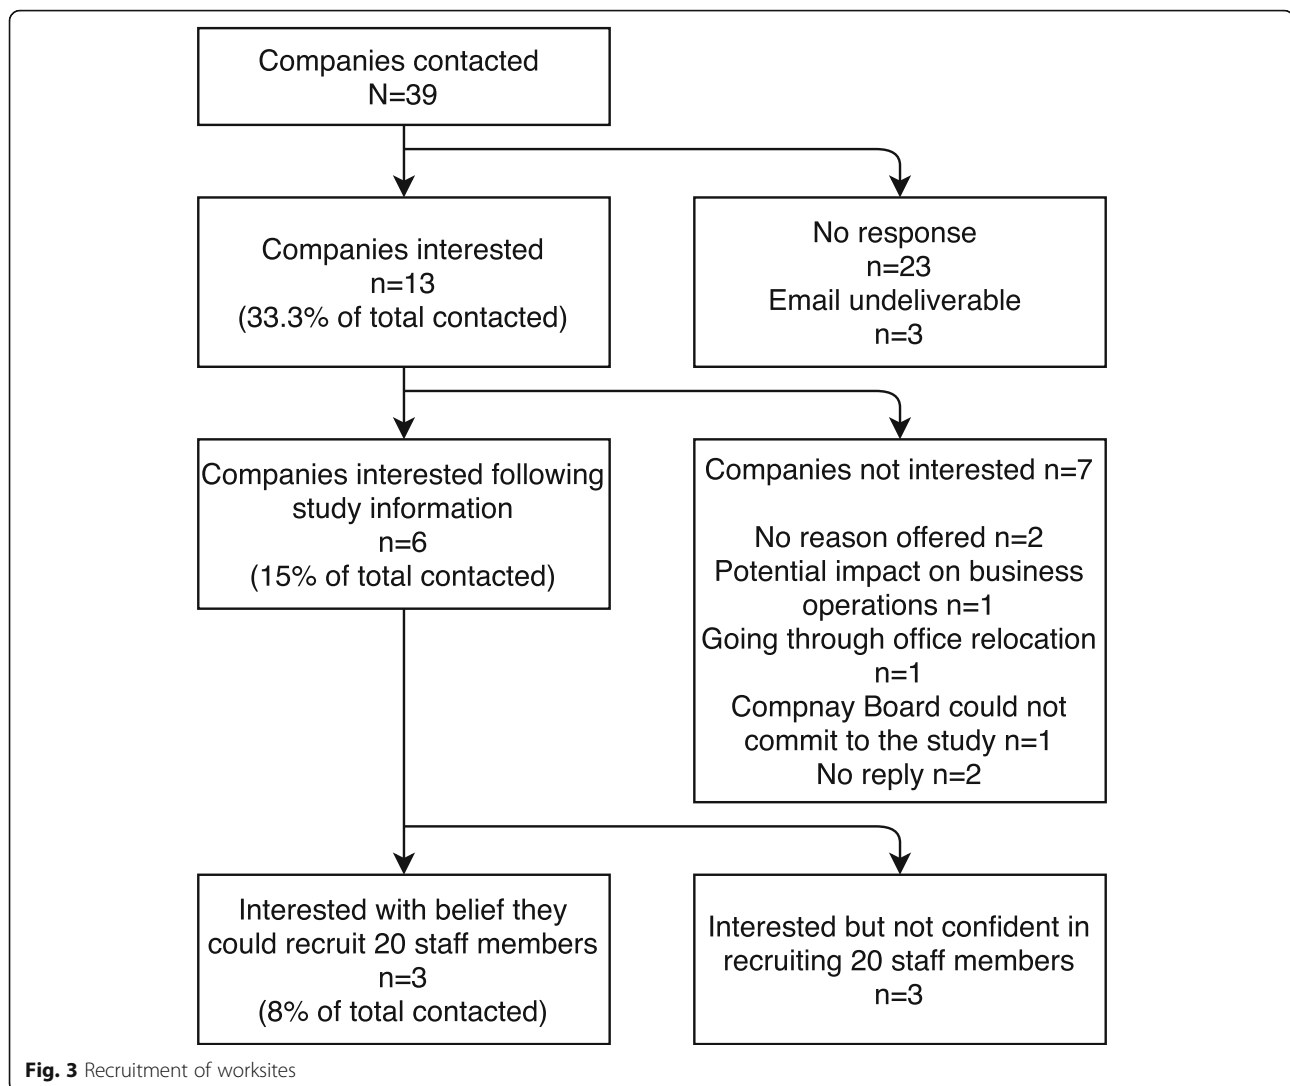 Companies contacted
N=39
Companies interested
n=13
(33.3% of total contacted)
No response
n=23
Email undeliverable
n=3
Companies interested following
study information
n=6
(15% of total contacted)
Companies not interested n=7
No reason offered n=2
Potential impact on business
operations n=1
Going through office relocation
n=1
Compnay Board could not
commit to the study n=1
No reply n=2
Interested with belief they
could recruit 20 staff members
n=3
(8% of total contacted)
Interested but not confident in
recruiting 20 staff members
n=3
Fig. 3 Recruitment of worksites